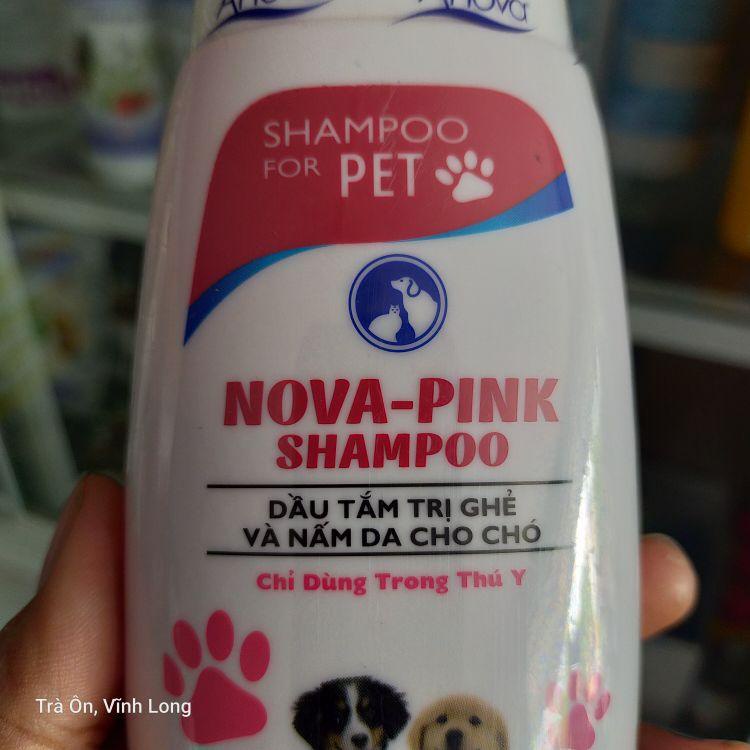 Anova
SHAMPOO
FOR PET
NOVA-PINK
SHAMPOO
DẦU TẮM TRỊ GHẺ
VÀ NẤM DA CHO CHÓ
Chỉ Dùng Trong Thú Y
Trà Ôn, Vĩnh Long